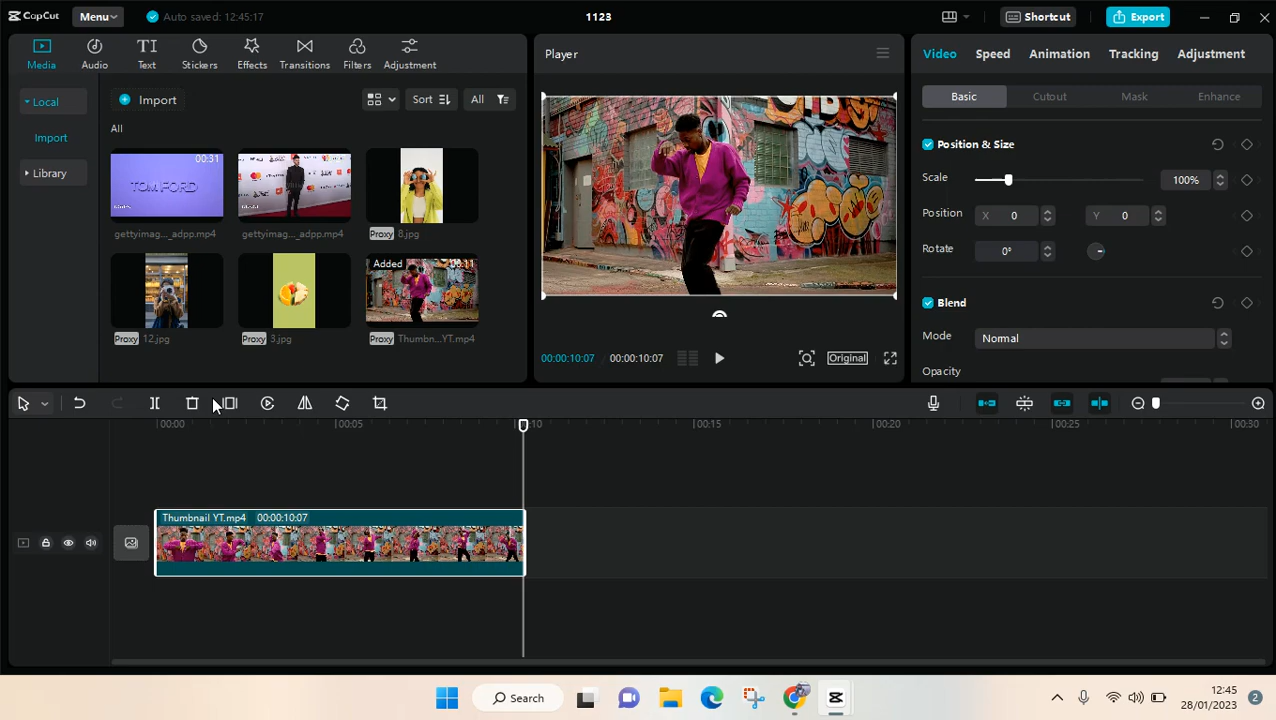 CapCut Menu Auto saved: 12:45:17 1123 Shortcut Export
Media Audio Text Stickers Effects Transitions Filters Adjustment
Local
Import
Library
Import Sort All
All
00:31
TOM FORD
gettyimag..._adpp.mp4 gettyimag..._adpp.mp4 Proxy 8.jpg
Added 00:11
Proxy 12.jpg Proxy 3.jpg Proxy Thumbn...YT.mp4
Player
00:00:10:07 / 00:00:10:07 Original
Video Speed Animation Tracking Adjustment
Basic Cutout Mask Enhance
Position & Size
Scale 100%
Position X 0 Y 0
Rotate 0°
Blend
Mode Normal
Opacity
00:00 00:05 00:10 00:15 00:20 00:25 00:30
Thumbnail YT.mp4 00:00:10:07
Search
12:45
28/01/2023
2